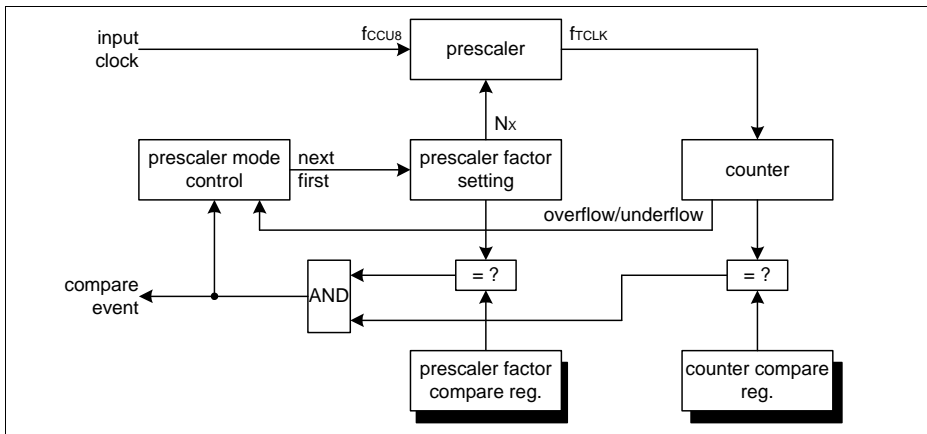 input
clock
fCCU8
prescaler
fTCLK
NX
prescaler mode
control
next
first
prescaler factor
setting
counter
overflow/underflow
compare
event
AND
= ?
= ?
prescaler factor
compare reg.
counter compare
reg.